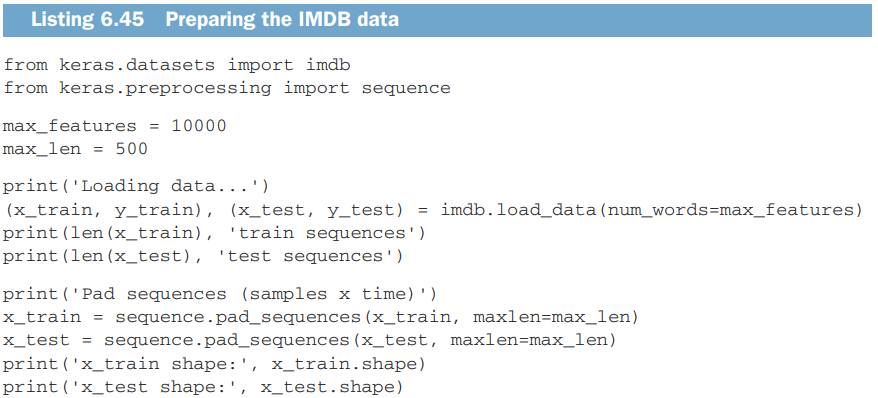 Listing 6.45 Preparing the IMDB data
from keras.datasets import imdb
from keras.preprocessing import sequence
max_features = 10000
max_len = 500
print('Loading data...')
(x_train, y_train), (x_test, y_test) = imdb.load_data(num_words=max_features)
print(len(x_train), 'train sequences')
print(len(x_test), 'test sequences')
print('Pad sequences (samples x time)')
x_train = sequence.pad_sequences(x_train, maxlen=max_len)
x_test = sequence.pad_sequences(x_test, maxlen=max_len)
print('x_train shape:', x_train.shape)
print('x_test shape:', x_test.shape)